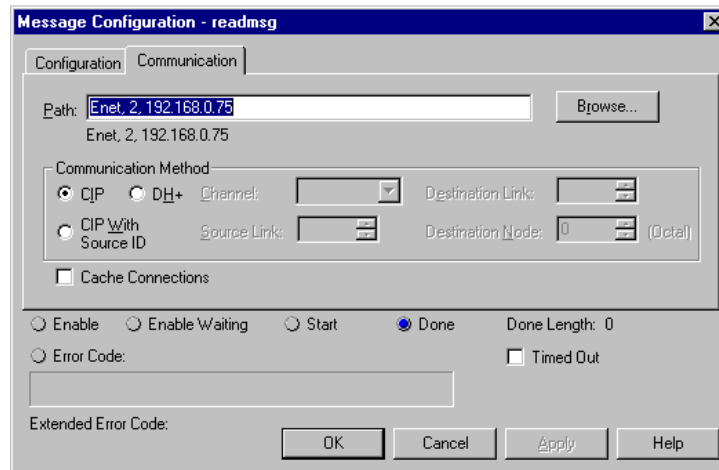 Message Configuration - readmsg
Configuration Communication
Path: Enet, 2, 192.168.0.75 Browse...
Enet, 2, 192.168.0.75
Communication Method
CIP DH+ Channel: Destination Link:
CIP With
Source ID Source Link: Destination Node: 0 (Octal)
Cache Connections
Enable Enable Waiting Start Done Done Length: 0
Error Code: Timed Out
Extended Error Code:
OK Cancel Apply Help